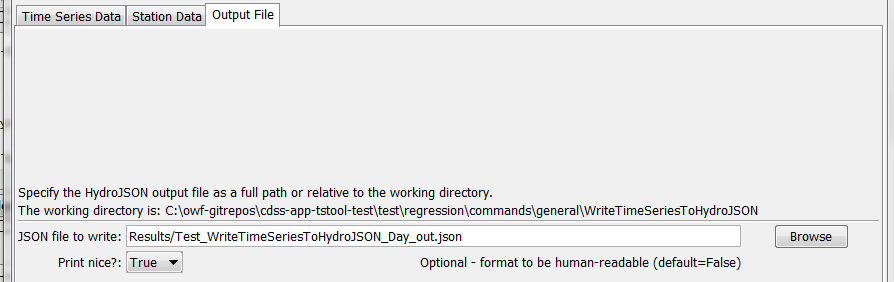 Time Series Data Station Data Output File
Specify the HydroJSON output file as a full path or relative to the working directory.
The working directory is: C:\owf-gitrepos\cdss-app-tstool-test\test\regression\commands\general\WriteTimeSeriesToHydroJSON
JSON file to write: Results/Test_WriteTimeSeriesToHydroJSON_Day_out.json Browse
Print nice?: True Optional - format to be human-readable (default=False)